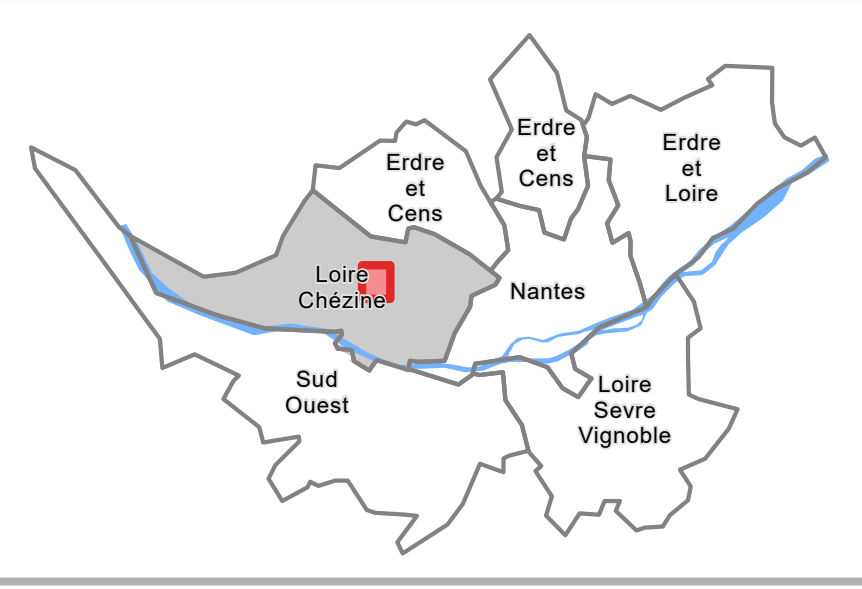 Erdre
et
Cens
Erdre
et
Loire
Erdre
et
Cens
Loire
Chézine
Nantes
Sud
Ouest
Loire
Sevre
Vignoble